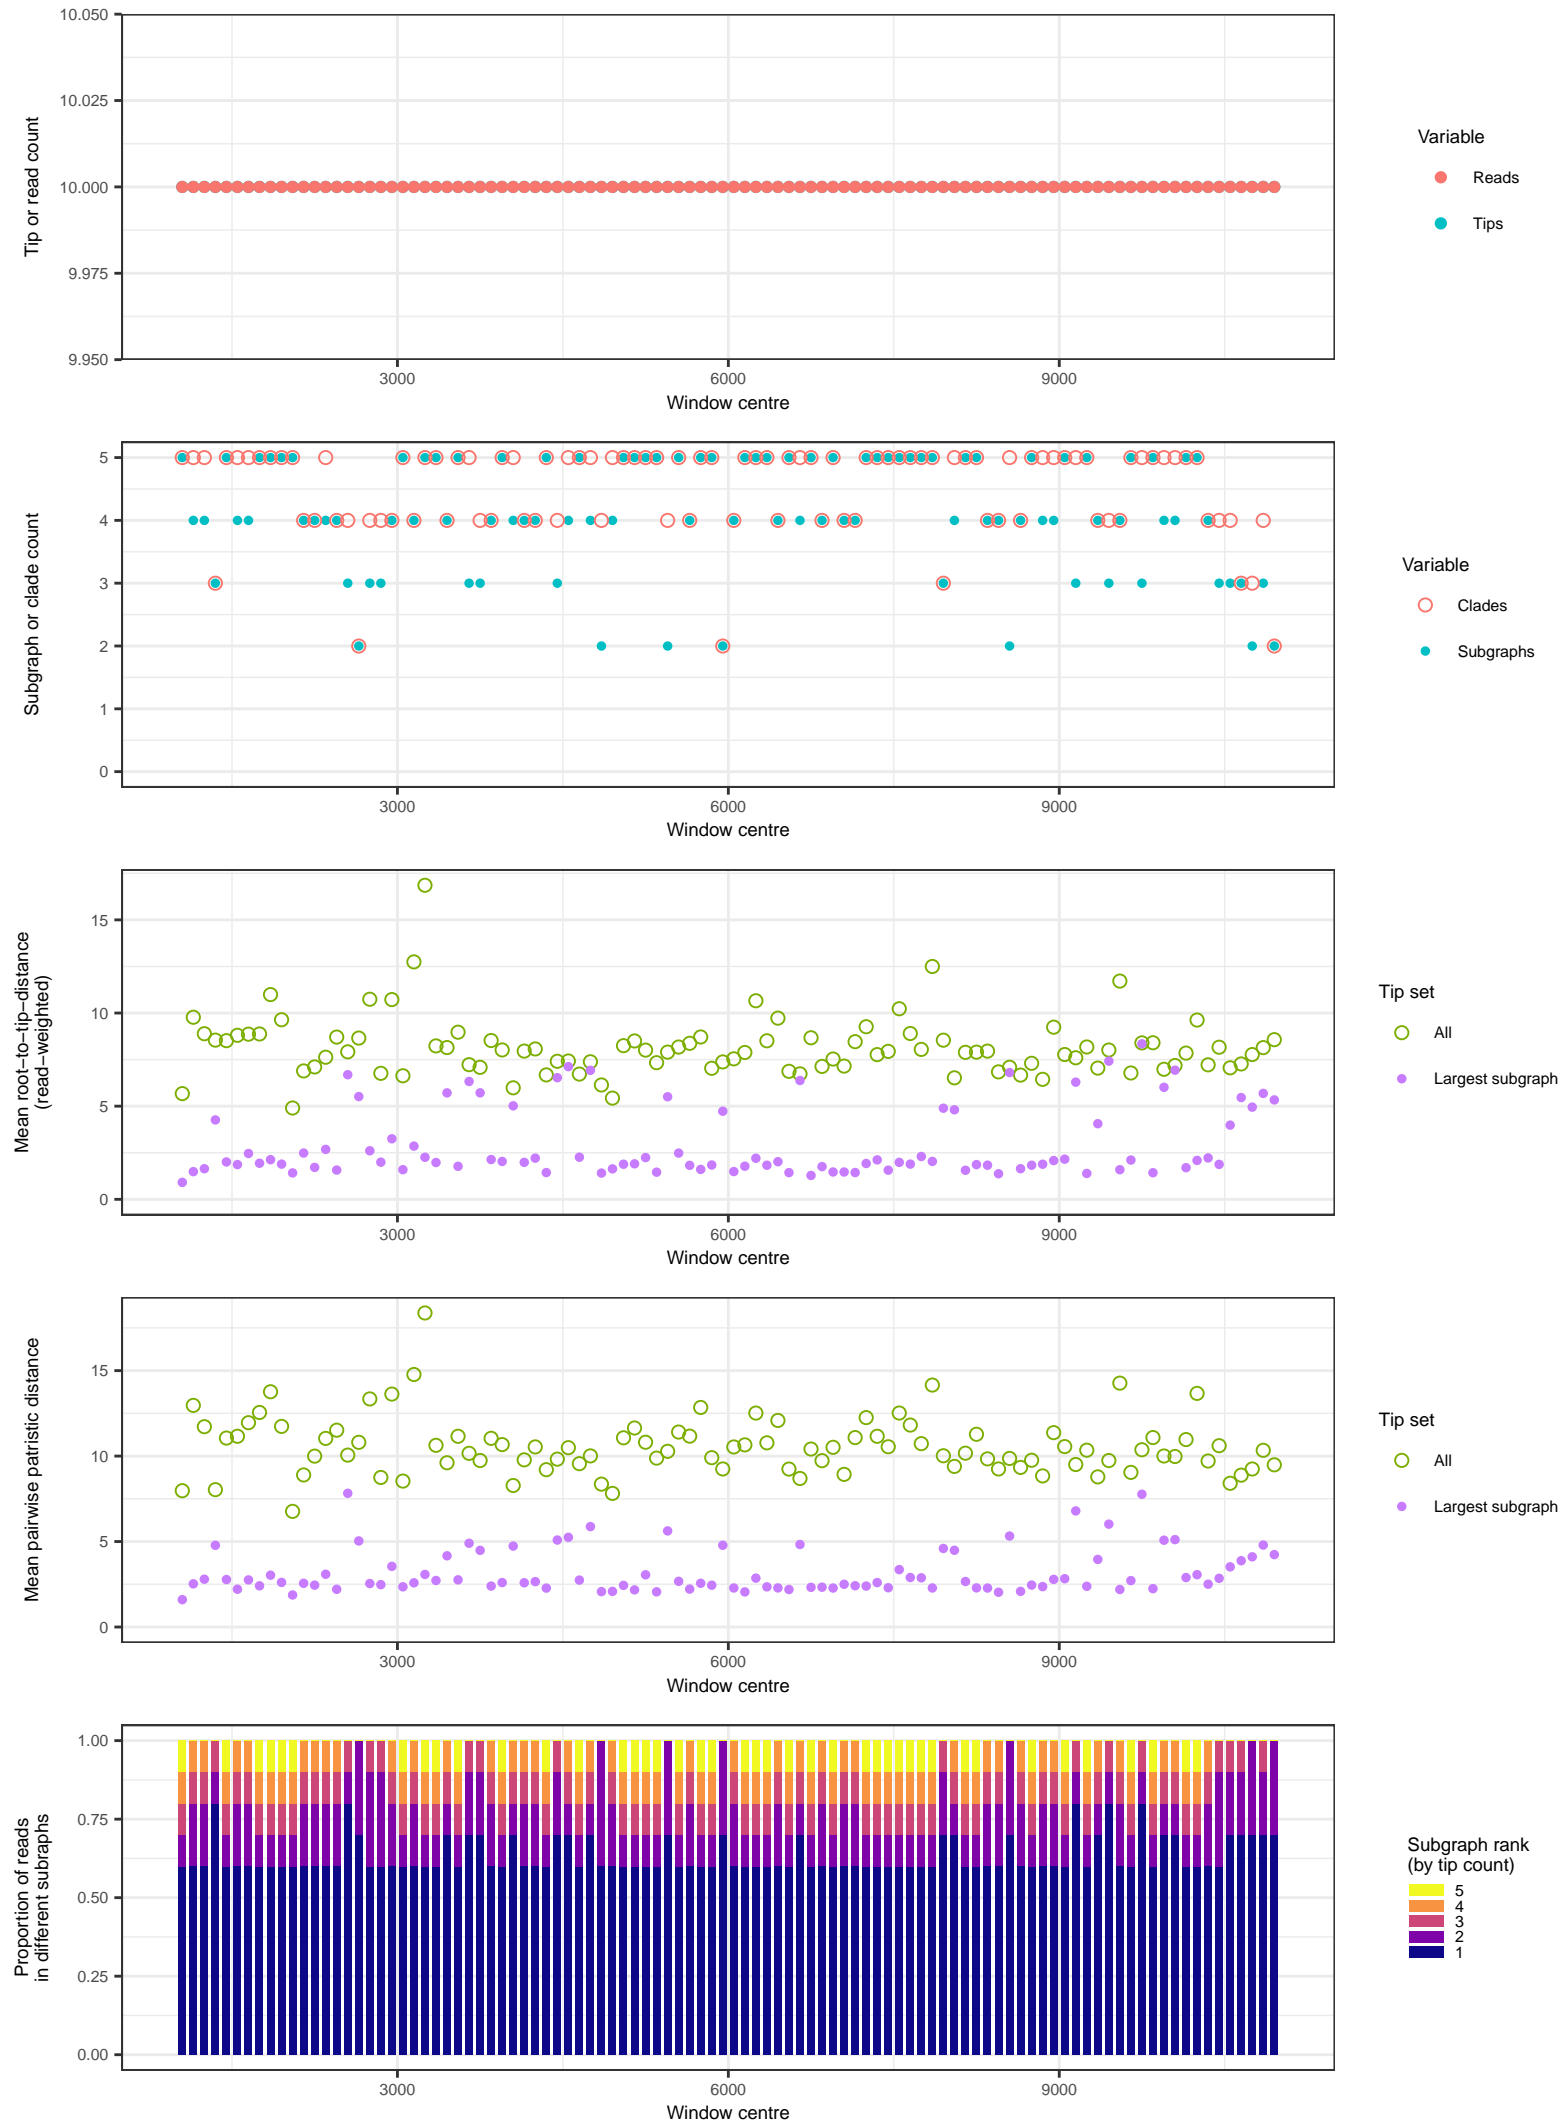 10.050
10.025
10.000
9.975
9.950
Tip or read count
3000 6000 9000
Window centre
Variable
Reads
Tips
5
4
3
2
1
0
Subgraph or clade count
3000 6000 9000
Window centre
Variable
Clades
Subgraphs
15
10
5
0
Mean root−to−tip−distance
(read−weighted)
3000 6000 9000
Window centre
Tip set
All
Largest subgraph
15
10
5
0
Mean pairwise patristic distance
3000 6000 9000
Window centre
Tip set
All
Largest subgraph
1.00
0.75
0.50
0.25
0.00
Proportion of reads
in different subraphs
3000 6000 9000
Window centre
Subgraph rank
(by tip count)
5
4
3
2
1